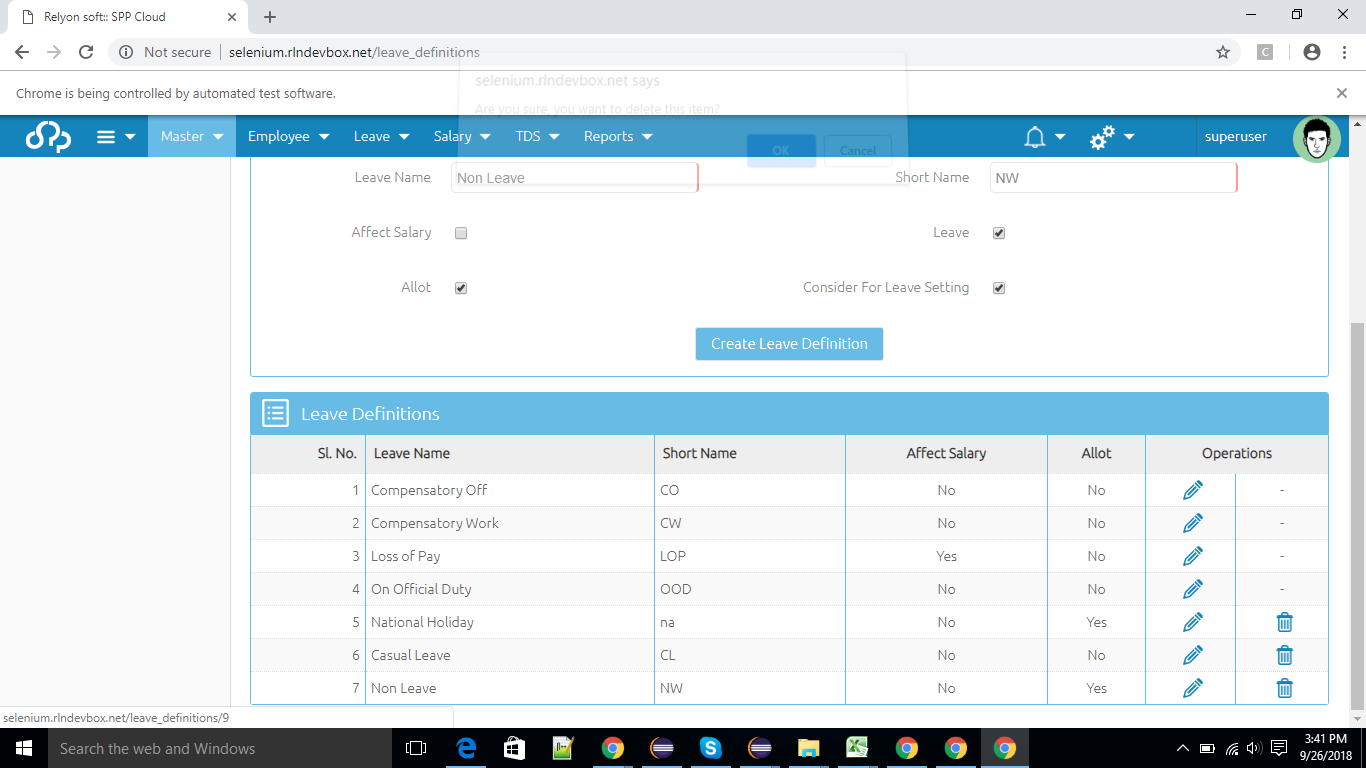 Relyon soft:: SPP Cloud
Not secure selenium.rlndevbox.net/leave_definitions
C
selenium.rlndevbox.net says
Chrome is being controlled by automated test software.
Are you sure, you want to delete this item?
OK Cancel
Master Employee Leave Salary TDS Reports superuser
Leave Name Non Leave Short Name NW
Affect Salary Leave
Allot Consider For Leave Setting
Create Leave Definition
Leave Definitions
Sl. No. Leave Name Short Name Affect Salary Allot Operations
1 Compensatory Off CO No No -
2 Compensatory Work CW No No -
3 Loss of Pay LOP Yes No -
4 On Official Duty OOD No No -
5 National Holiday na No Yes
6 Casual Leave CL No No
7 Non Leave NW No Yes
selenium.rlndevbox.net/leave_definitions/9
Search the web and Windows
3:41 PM
9/26/2018